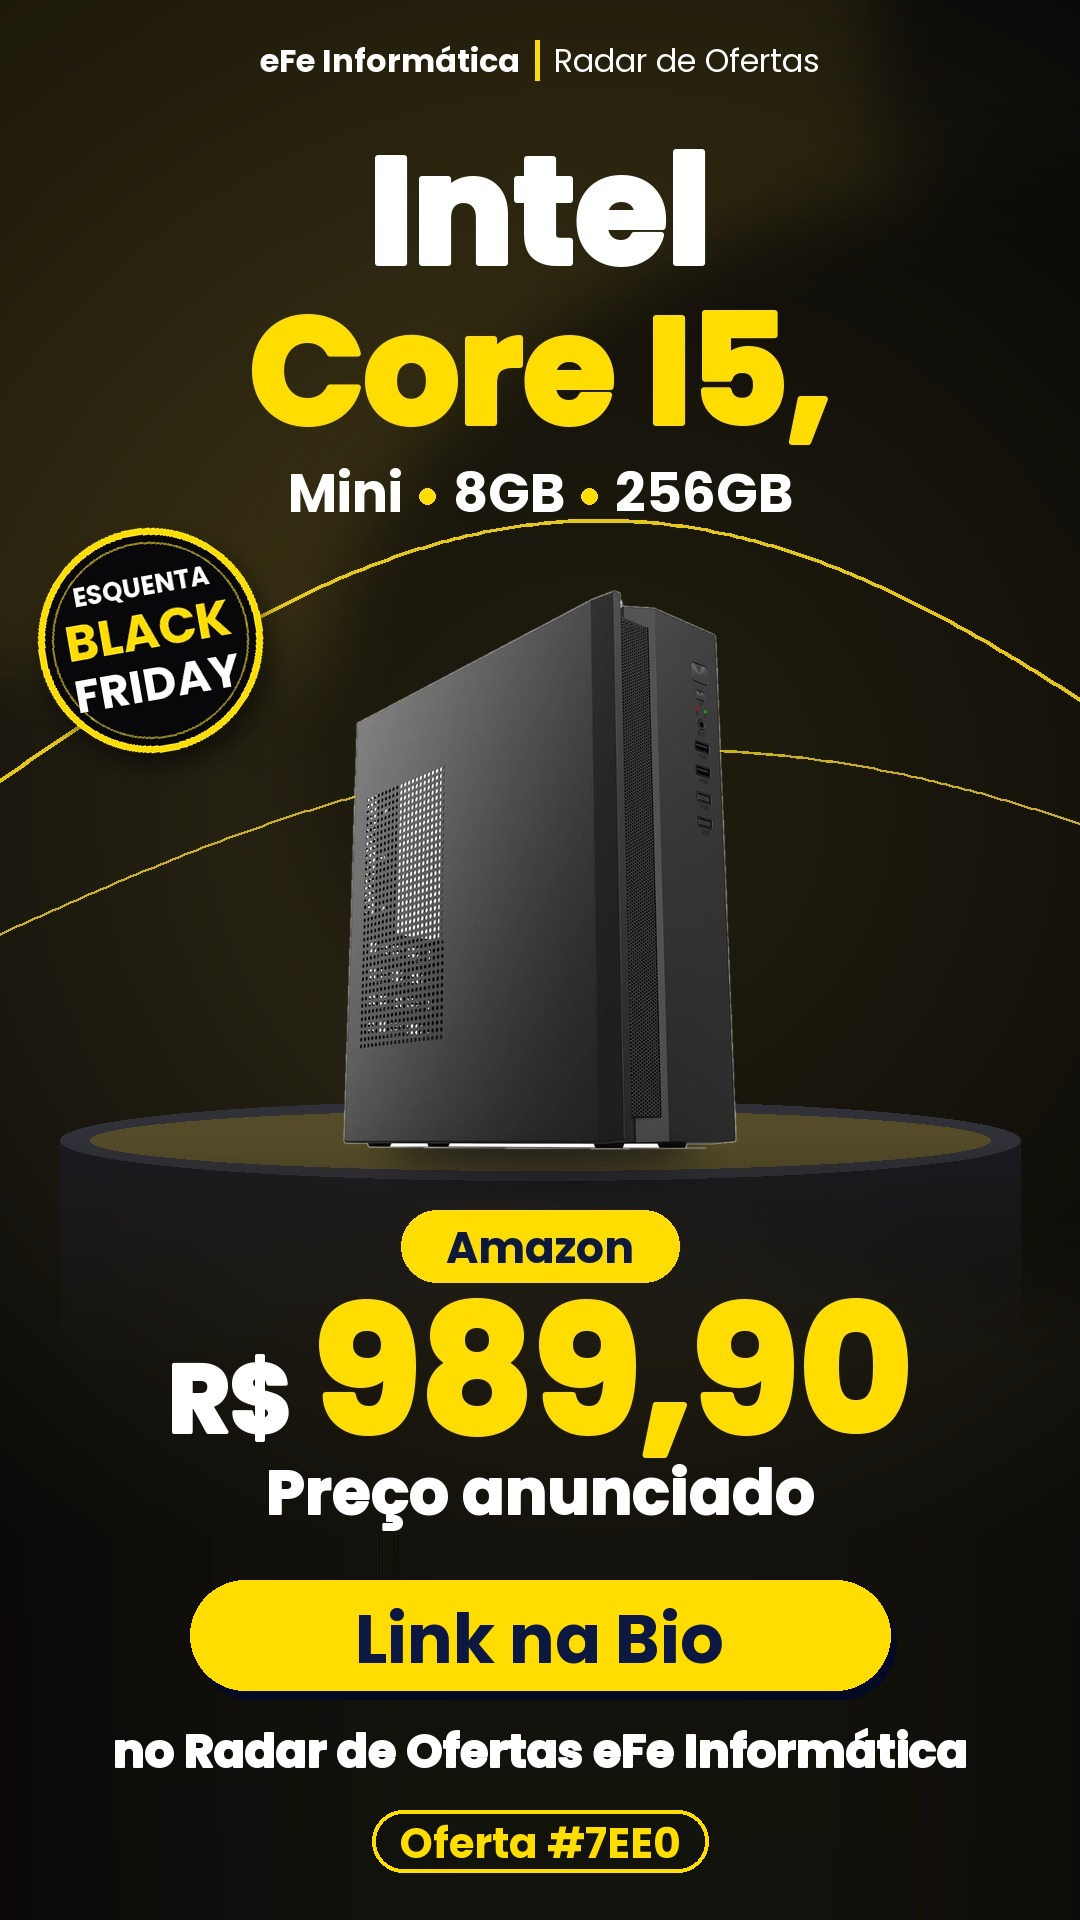 eFe Informática | Radar de Ofertas
Intel
Core I5,
Mini • 8GB • 256GB
ESQUENTA
BLACK
FRIDAY
Amazon
R$ 989,90
Preço anunciado
Link na Bio
no Radar de Ofertas eFe Informática
Oferta #7EE0